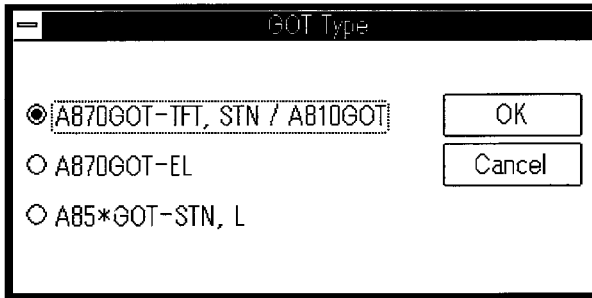 GOT Type
A870GOT-TFT, STN / A810GOT
OK
A870GOT-EL
Cancel
A85*GOT-STN, L